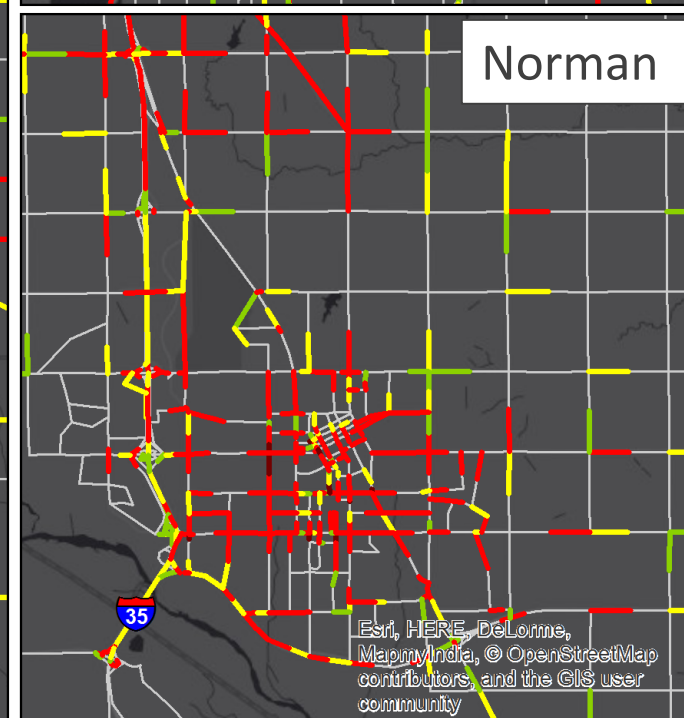 Norman
35
Esri, HERE, DeLorme,
MapmyIndia, © OpenStreetMap
contributors, and the GIS user
community